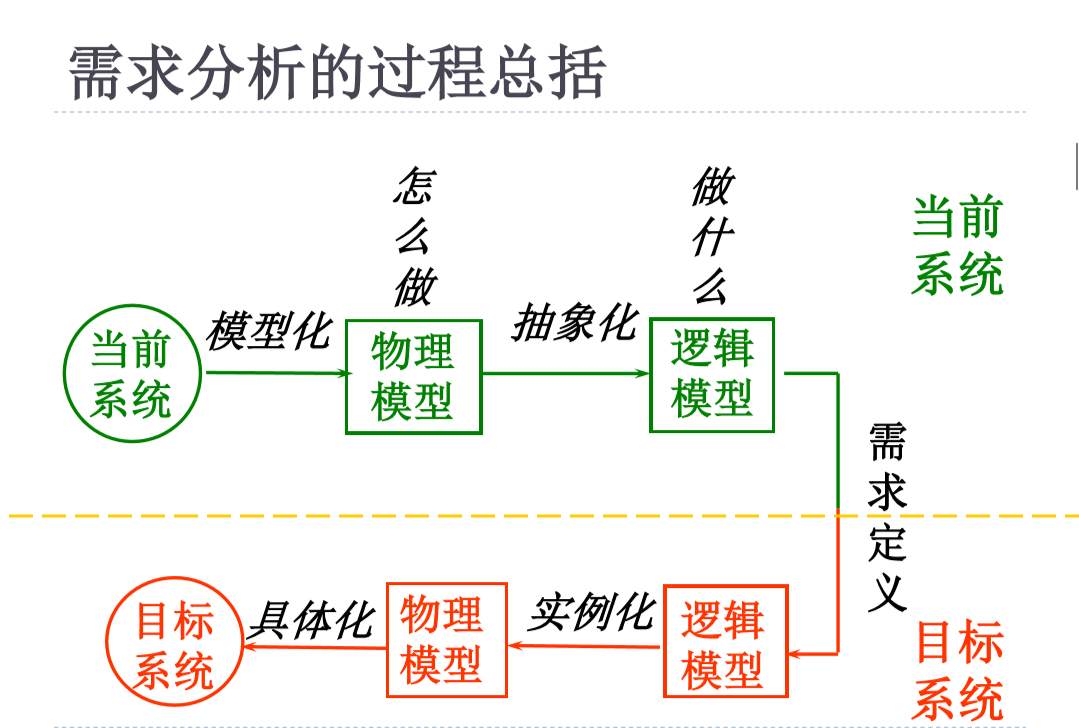 需求分析的过程总括
怎么做
做什么
当前
系统
模型化
抽象化
当前
系统
物理
模型
逻辑
模型
需求定义
目标
系统
具体化
物理
模型
实例化
逻辑
模型
目标
系统